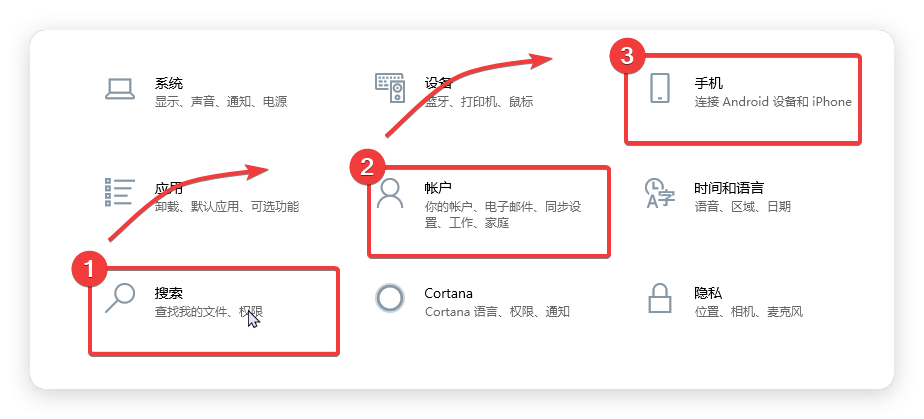 系统
显示、声音、通知、电源
设备
蓝牙、打印机、鼠标
3
手机
连接 Android 设备和 iPhone
应用
卸载、默认应用、可选功能
2
帐户
你的帐户、电子邮件、同步设
置、工作、家庭
时间和语言
语音、区域、日期
1
搜索
查找我的文件、权限
Cortana
Cortana 语言、权限、通知
隐私
位置、相机、麦克风